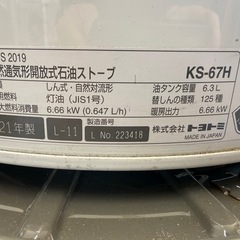 S 2019
然通気形開放式石油ストーブ KS-67H
しん式・自然対流形 油タンク容量 6.3 L
燃料 灯油 (JIS1号) 替しんの種類 125 種
6.66 kW (0.647 L/h) 暖房出力 6.66 kW
21年製 L-11 製造番号 L No 223418 株式会社 トヨトミ
MADE IN JAPAN